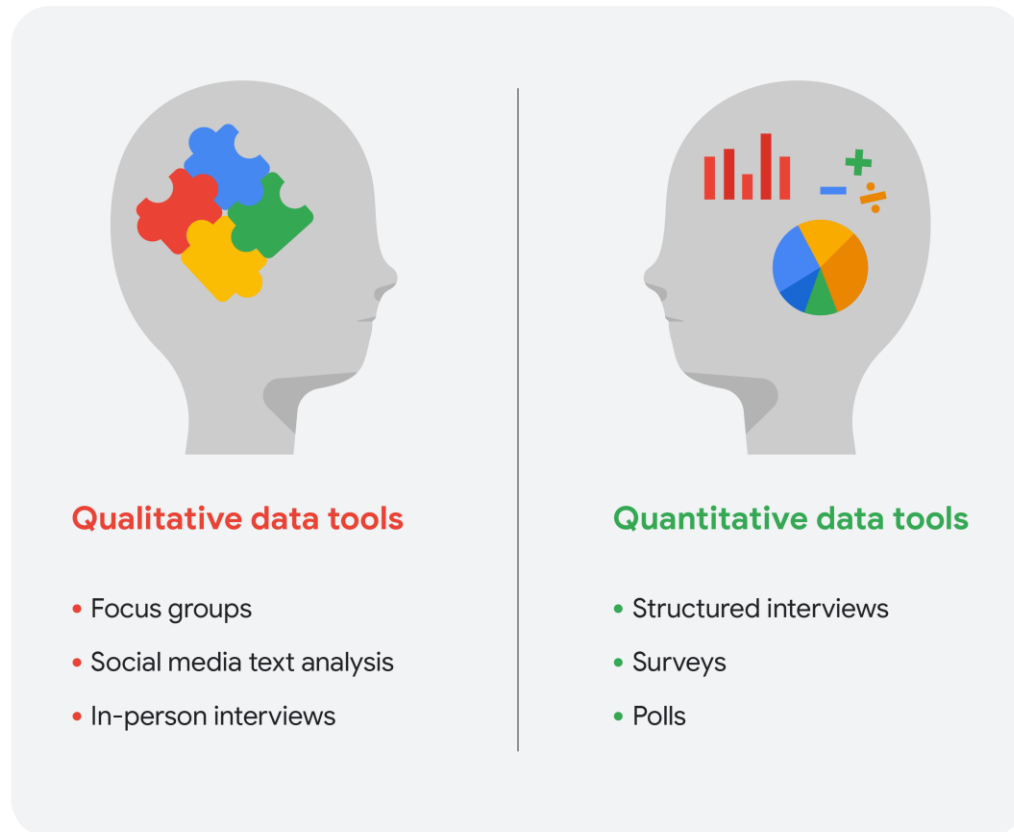 Qualitative data tools
• Focus groups
• Social media text analysis
• In-person interviews
Quantitative data tools
• Structured interviews
• Surveys
• Polls